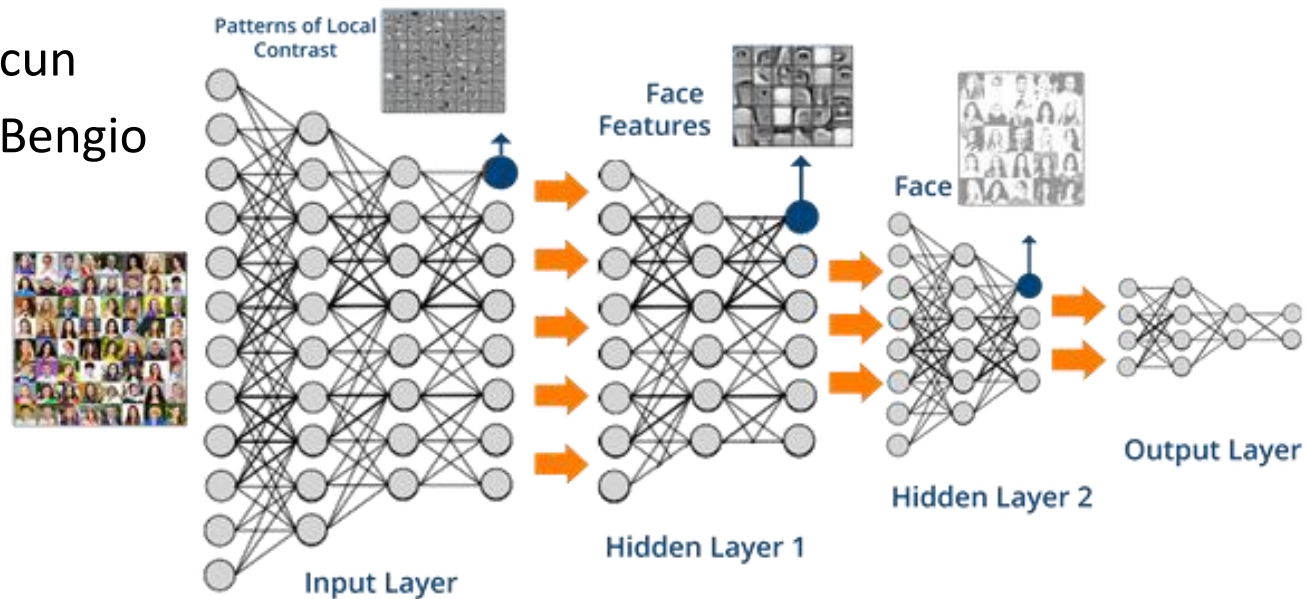 cun
Bengio
Patterns of Local
Contrast
Face
Features
Face
Input Layer
Hidden Layer 1
Hidden Layer 2
Output Layer